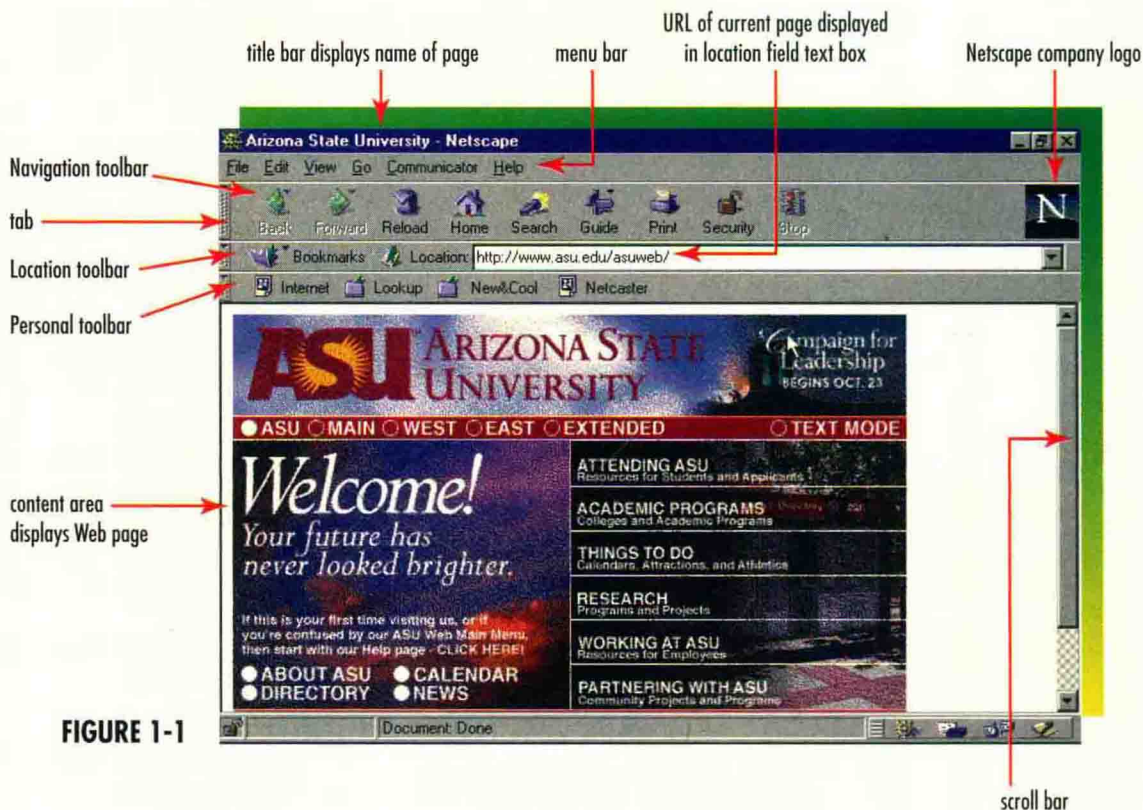 URL of current page displayed
in location field text box
title bar displays name of page
menu bar
Netscape company logo
Arizona State University - Netscape
File Edit View Go Communicator Help
Navigation toolbar
tab
Back Forward Reload Home Search Guide Print Security Stop
N
Location toolbar
Bookmarks Location: http://www.asu.edu/asuweb/
Personal toolbar
Internet Lookup New&Cool Netcaster
ASU ARIZONA STATE
UNIVERSITY
Campaign for
Leadership
BEGINS OCT. 23
ASU MAIN WEST EAST EXTENDED TEXT MODE
Welcome!
Your future has
never looked brighter.
If this is your first time visiting us, or if
you're confused by our ASU Web Main Menu,
then start with our Help page - CLICK HERE!
ABOUT ASU CALENDAR
DIRECTORY NEWS
ATTENDING ASU
Resources for Students and Applicants
ACADEMIC PROGRAMS
Colleges and Academic Programs
THINGS TO DO
Calendars, Attractions, and Athletics
RESEARCH
Programs and Projects
WORKING AT ASU
Resources for Employees
PARTNERING WITH ASU
Community Projects and Programs
content area
displays Web page
FIGURE 1-1
Document: Done
scroll bar